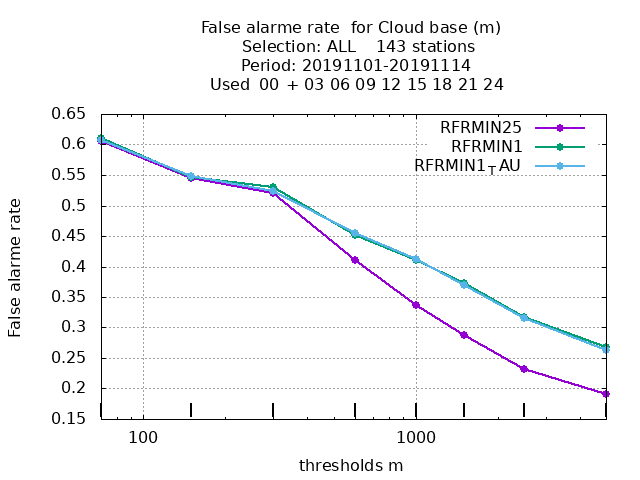 False alarme rate  for Cloud base (m)
Selection: ALL    143 stations
Period: 20191101-20191114
Used  00 + 03 06 09 12 15 18 21 24
RFRMIN25
RFRMIN1
RFRMIN1TAU
False alarme rate
0.65
0.6
0.55
0.5
0.45
0.4
0.35
0.3
0.25
0.2
0.15
100
1000
thresholds m